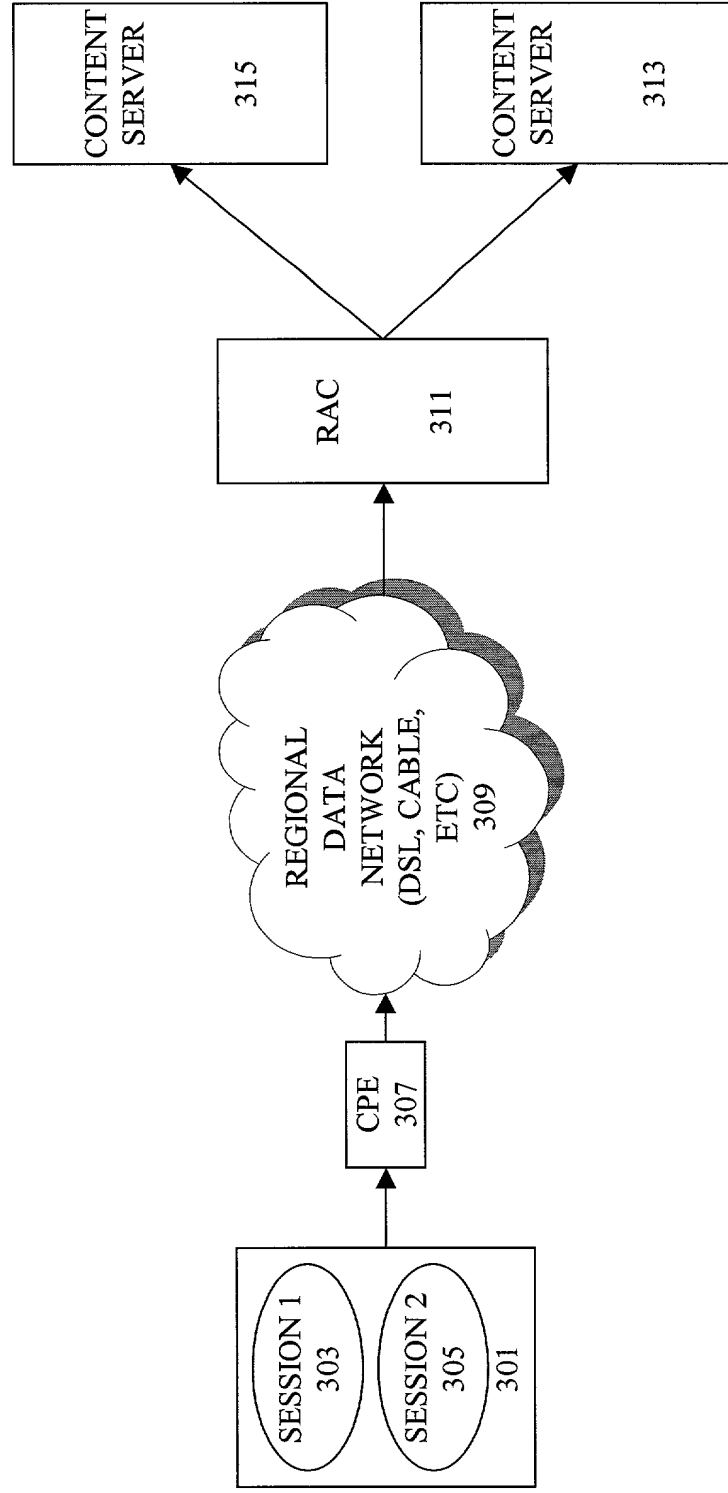 SESSION 1
303
SESSION 2
305
301
CPE
307
REGIONAL
DATA
NETWORK
(DSL, CABLE,
ETC)
309
RAC
311
CONTENT
SERVER
315
CONTENT
SERVER
313